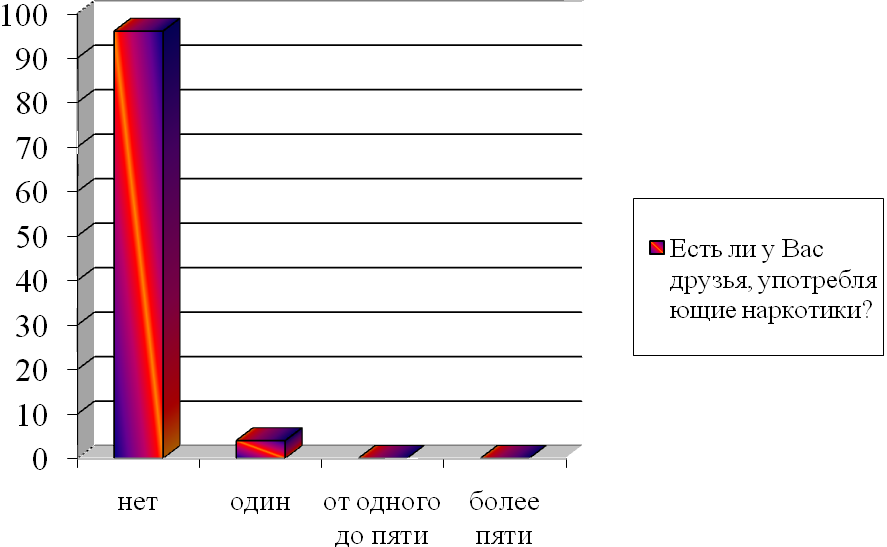 100
90
80
70
60
50
40
30
20
10
0
нет
один
от одного
до пяти
более
пяти
Есть ли у Вас
друзья, употребля
ющие наркотики?